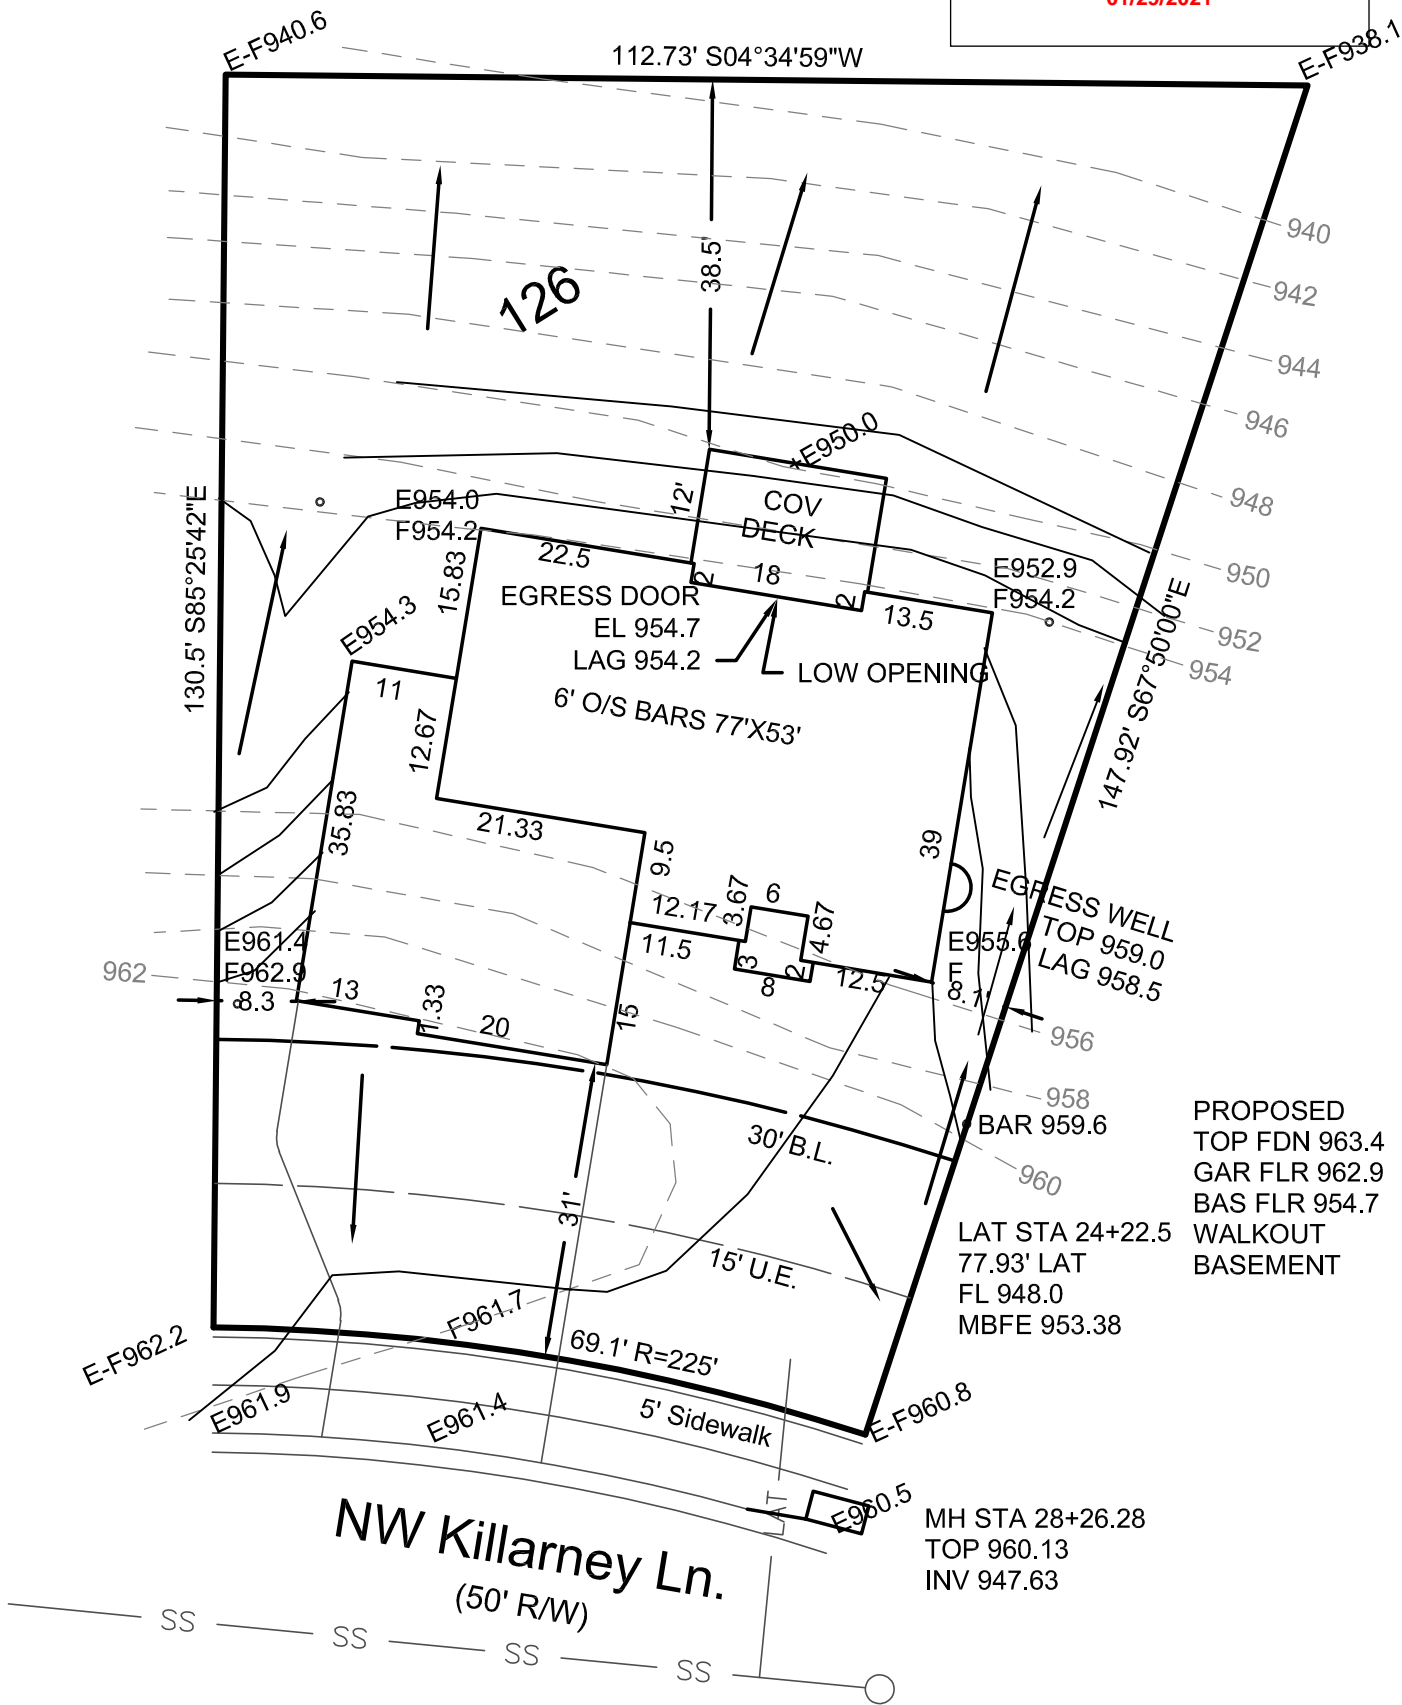 E-F940.6
112.73' S04°34'59"W
E-F938.1
940
942
944
946
948
950
952
954
38.5'
126
*E950.0
130.5' S85°25'42"E
E954.0
F954.2
12'
COV
DECK
22.5
2
18
2
E952.9
F954.2
15.83
EGRESS DOOR
EL 954.7
LAG 954.2
13.5
LOW OPENING
E954.3
11
6' O/S BARS 77'X53'
147.92' S67°50'00"E
12.67
35.83
21.33
9.5
39
12.17
3.67
6
4.67
EGRESS WELL
TOP 959.0
LAG 958.5
11.5
3
8
2
12.5
E955.6
F
8.1'
E961.4
F962.9
962
8.3
13
1.33
20
15
956
958
960
BAR 959.6
30' B.L.
PROPOSED
TOP FDN 963.4
GAR FLR 962.9
BAS FLR 954.7
WALKOUT
BASEMENT
31'
15' U.E.
LAT STA 24+22.5
77.93' LAT
FL 948.0
MBFE 953.38
F961.7
69.1' R=225'
E-F962.2
E961.9
E961.4
5' Sidewalk
E-F960.8
LAT
E960.5
MH STA 28+26.28
TOP 960.13
INV 947.63
NW Killarney Ln.
(50' R/W)
SS
SS
SS
SS